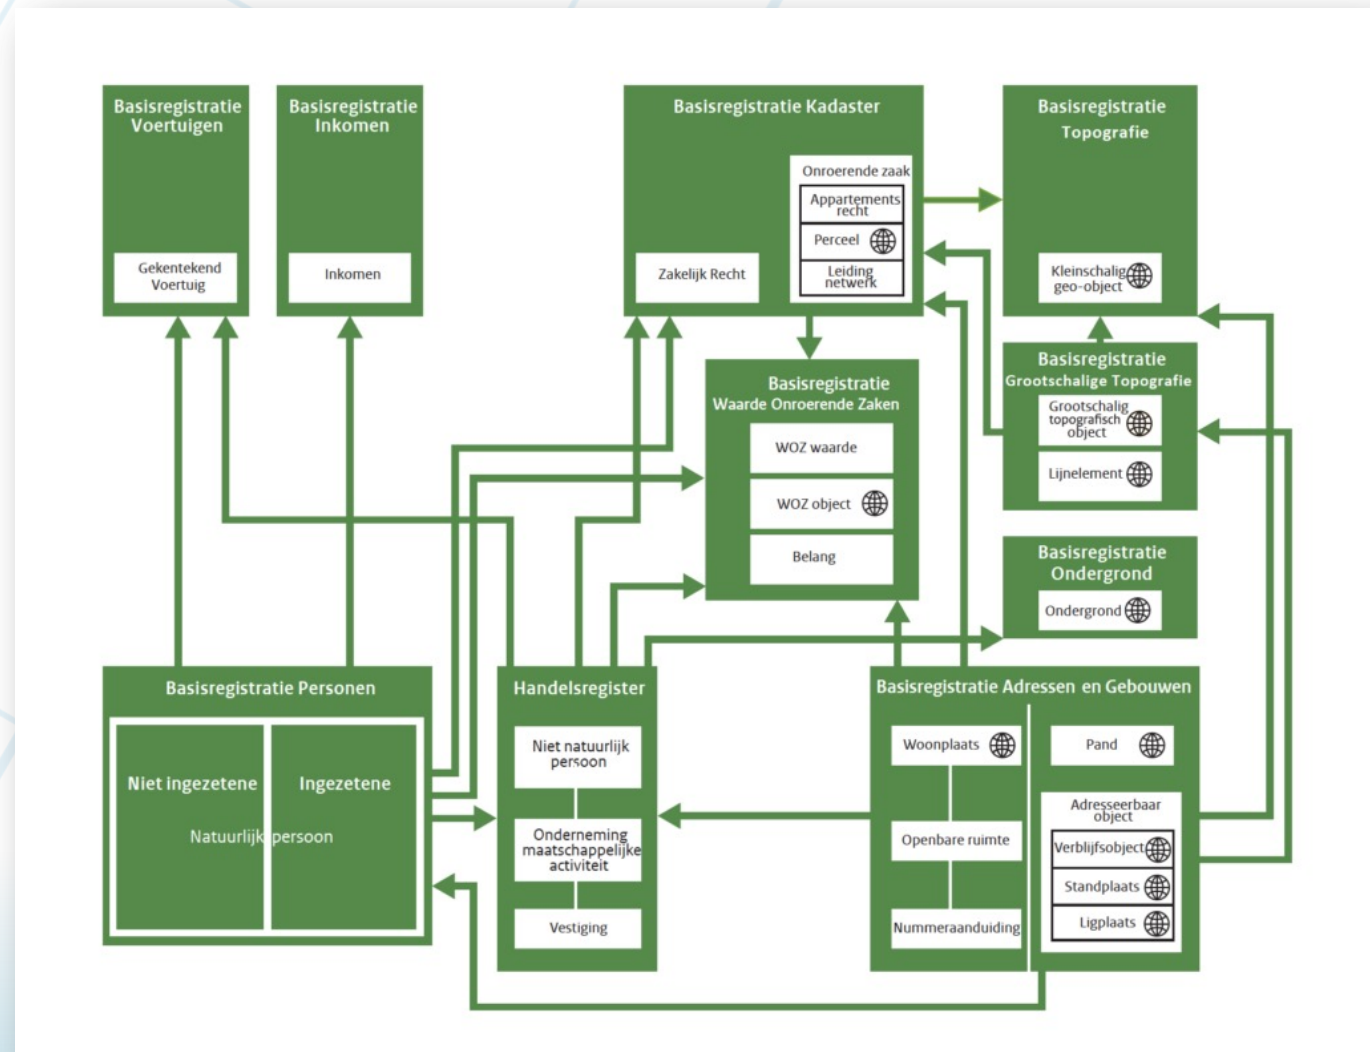 Basisregistratie
Voertuigen
Gekentekend
Voertuig
Basisregistratie
Inkomen
Inkomen
Basisregistratie Kadaster
Onroerende zaak
Appartements
recht
Perceel
Leiding
netwerk
Zakelijk Recht
Basisregistratie
Topografie
Kleinschalig
geo-object
Basisregistratie
Waarde Onroerende Zaken
WOZ waarde
WOZ object
Belang
Basisregistratie
Grootschalige Topografie
Grootschalig
topografisch
object
Lijnelement
Basisregistratie
Ondergrond
Ondergrond
Basisregistratie Personen
Niet ingezetene
Ingezetene
Natuurlijk persoon
Handelsregister
Niet natuurlijk
persoon
Onderneming
maatschappelijke
activiteit
Vestiging
Basisregistratie Adressen en Gebouwen
Woonplaats
Openbare ruimte
Nummeraanduiding
Pand
Adresseerbaar
object
Verblijfsobject
Standplaats
Ligplaats